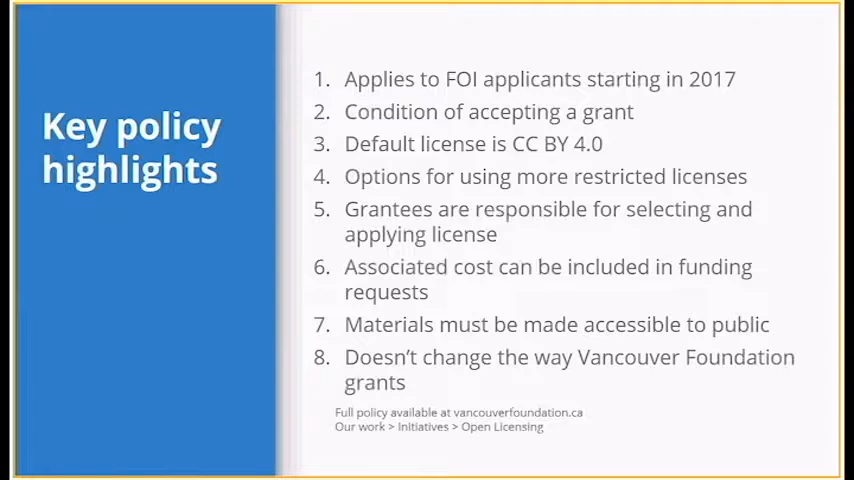 Key policy
highlights
1. Applies to FOI applicants starting in 2017
2. Condition of accepting a grant
3. Default license is CC BY 4.0
4. Options for using more restricted licenses
5. Grantees are responsible for selecting and
applying license
6. Associated cost can be included in funding
requests
7. Materials must be made accessible to public
8. Doesn’t change the way Vancouver Foundation
grants
Full policy available at vancouverfoundation.ca
Our work > Initiatives > Open Licensing